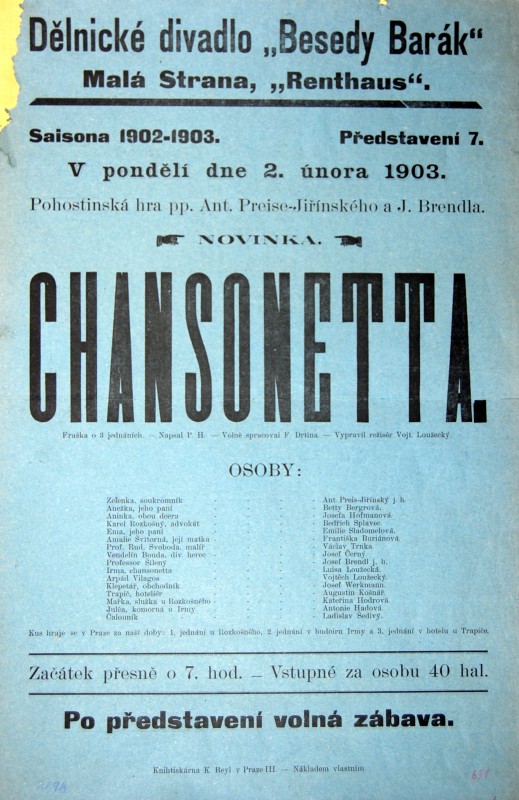 Dělnické divadlo „Besedy Barák“
Malá Strana, „Renthaus“.
Saisona 1902-1903. Představení 7.
V pondělí dne 2. února 1903.
Pohostinská hra pp. Ant. Preise-Jiřínského a J. Brendla.
NOVINKA.
CHANSONETTA.
Fraška o 3 jednáních. — Napsal P. H. — Volně spracoval F. Drtina. — Vypravil režisér Vojt. Loužecký.
OSOBY:
Zelenka, soukromník - - - - Ant. Preis-Jiřínský j. h.
Anežka, jeho paní - - - - Betty Bergrová.
Aninka, obou dcera - - - - Josefa Hofmanová.
Karel Rozkošný, advokát - - - - Bedřich Splavec.
Ema, jeho paní - - - - Emilie Sladomelová.
Amalie Svitorná, její matka - - - - Františka Buriánová.
Prof. Rud. Svoboda, malíř - - - - Václav Trnka.
Vendelín Bouda, div. herec - - - - Josef Černý.
Professor Šílený - - - - Josef Brendl j. h.
Irma, chansonetta - - - - Luisa Loužecká.
Arpád Vilagos - - - - Vojtěch Loužecký.
Klepetář, obchodník - - - - Josef Werkmann.
Trapič, hoteliér - - - - Augustin Košnář.
Mařka, služka u Rozkošného - - - - Kateřina Hodrová.
Julča, komorná u Irmy - - - - Antonie Hadová.
Čalouník - - - - Ladislav Šedivý.
Kus hraje se v Praze za naší doby: 1. jednání u Rozkošného, 2. jednání v budoiru Irmy a 3. jednání v hotelu u Trapiče.
Začátek přesně o 7. hod. — Vstupné za osobu 40 hal.
Po představení volná zábava.
Knihtiskárna K. Reyl v Praze III. — Nákladem vlastním.